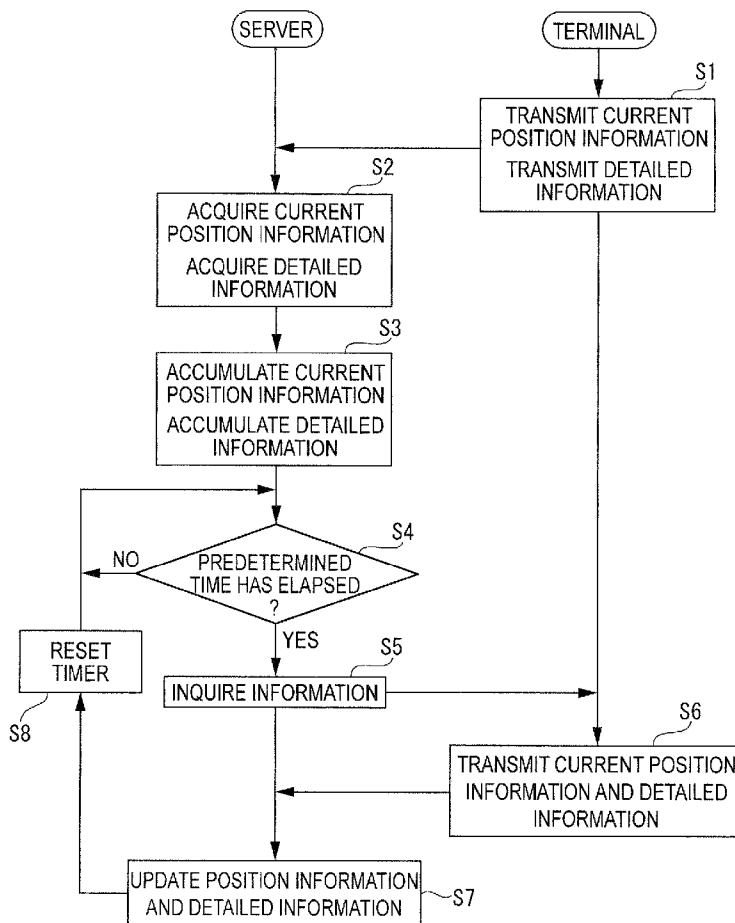 SERVER
TERMINAL
S1
TRANSMIT CURRENT
POSITION INFORMATION
TRANSMIT DETAILED
INFORMATION
S2
ACQUIRE CURRENT
POSITION INFORMATION
ACQUIRE DETAILED
INFORMATION
S3
ACCUMULATE CURRENT
POSITION INFORMATION
ACCUMULATE DETAILED
INFORMATION
S4
NO
PREDETERMINED
TIME HAS ELAPSED
?
YES
RESET
TIMER
S8
S5
INQUIRE INFORMATION
S6
TRANSMIT CURRENT POSITION
INFORMATION AND DETAILED
INFORMATION
UPDATE POSITION INFORMATION
AND DETAILED INFORMATION
S7